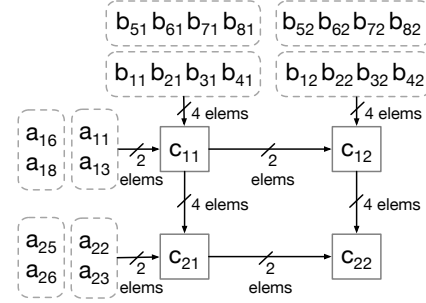 b51 b61 b71 b81 b52 b62 b72 b82
b11 b21 b31 b41 b12 b22 b32 b42
4 elems 4 elems
a16 a11 c11 c12
a18 a13 2 2
elems elems
4 elems 4 elems
a25 a22 c21 c22
a26 a23 2 2
elems elems